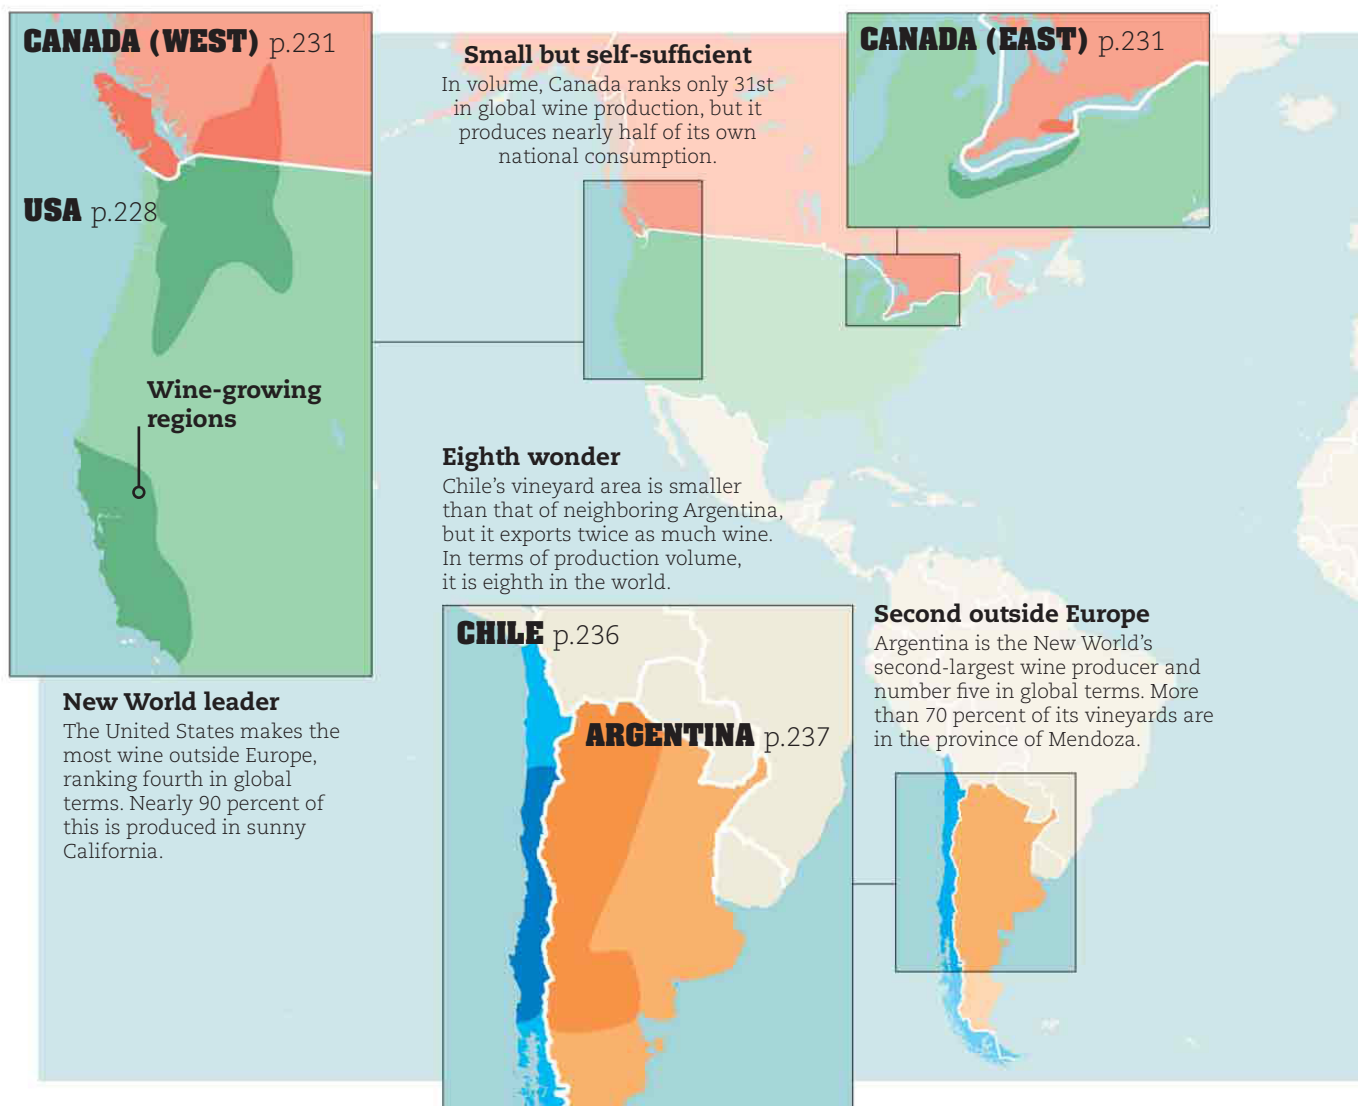 CANADA (WEST) p.231
USA p.228
Wine-growing
regions
New World leader
The United States makes the
most wine outside Europe,
ranking fourth in global
terms. Nearly 90 percent of
this is produced in sunny
California.
Small but self-sufficient
In volume, Canada ranks only 31st
in global wine production, but it
produces nearly half of its own
national consumption.
CANADA (EAST) p.231
Eighth wonder
Chile’s vineyard area is smaller
than that of neighboring Argentina,
but it exports twice as much wine.
In terms of production volume,
it is eighth in the world.
CHILE p.236
ARGENTINA p.237
Second outside Europe
Argentina is the New World’s
second-largest wine producer and
number five in global terms. More
than 70 percent of its vineyards are
in the province of Mendoza.